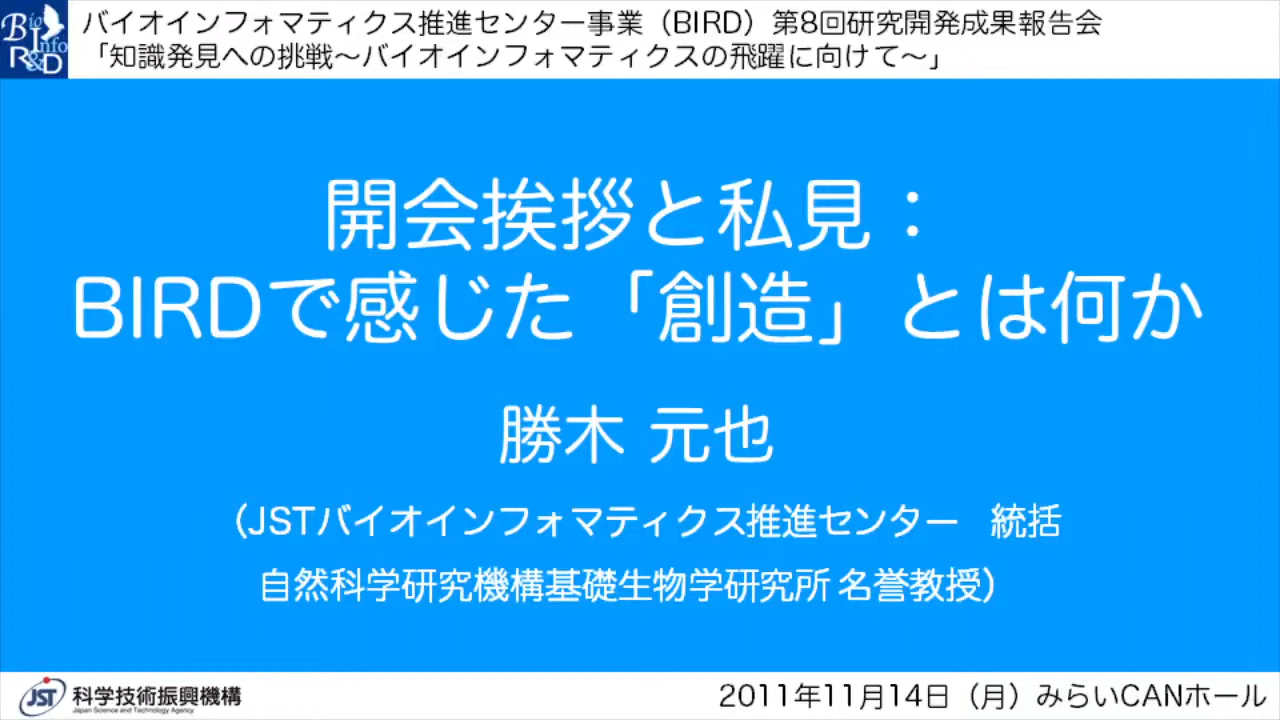 Bio
Info
R&D
バイオインフォマティクス推進センター事業（BIRD）第8回研究開発成果報告会
「知識発見への挑戦～バイオインフォマティクスの飛躍に向けて～」
開会挨拶と私見：
BIRDで感じた「創造」とは何か
勝木 元也
（JSTバイオインフォマティクス推進センター　統括
自然科学研究機構基礎生物学研究所 名誉教授）
JST 科学技術振興機構
Japan Science and Technology Agency
2011年11月14日（月）みらいCANホール